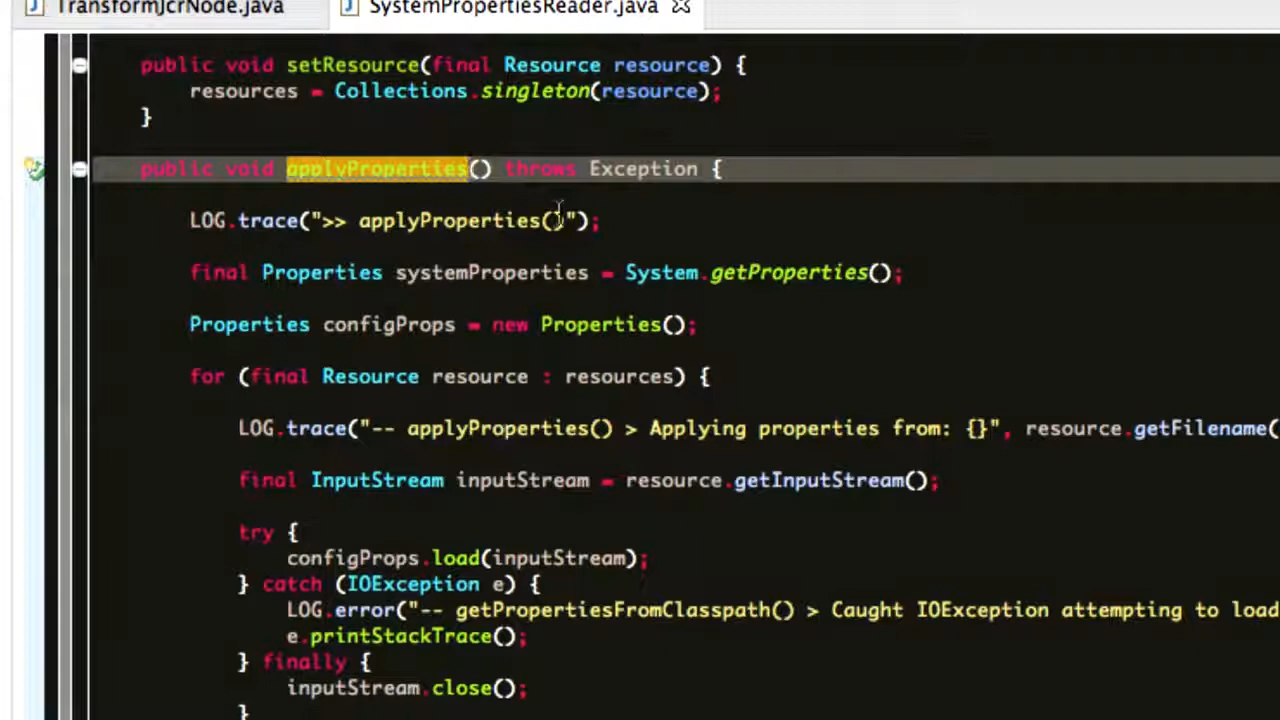 TransformJcrNode.java SystemPropertiesReader.java
public void setResource(final Resource resource) {
resources = Collections.singleton(resource);
}
public void applyProperties() throws Exception {
LOG.trace(">> applyProperties()");
final Properties systemProperties = System.getProperties();
Properties configProps = new Properties();
for (final Resource resource : resources) {
LOG.trace("-- applyProperties() > Applying properties from: {}", resource.getFilename(
final InputStream inputStream = resource.getInputStream();
try {
configProps.load(inputStream);
} catch (IOException e) {
LOG.error("-- getPropertiesFromClasspath() > Caught IOException attempting to load
e.printStackTrace();
} finally {
inputStream.close();
}